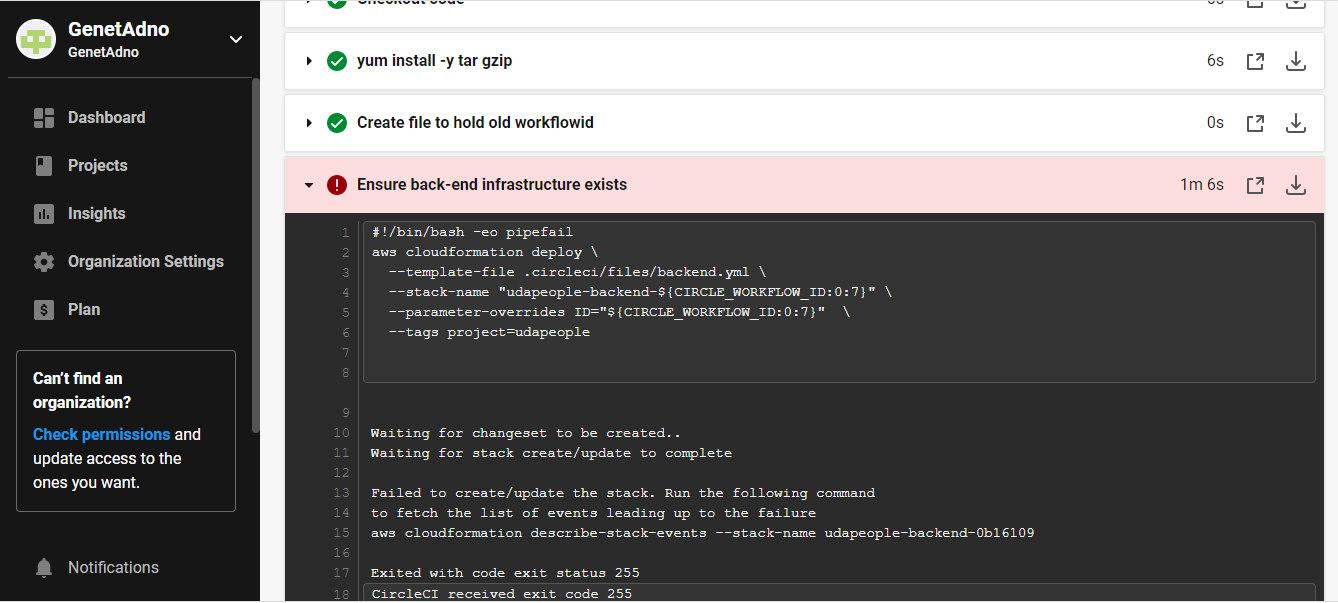 GenetAdno
GenetAdno
Dashboard
Projects
Insights
Organization Settings
Plan
Can't find an
organization?
Check permissions and
update access to the
ones you want.
Notifications
Checkout code
0s
yum install -y tar gzip
6s
Create file to hold old workflowid
0s
Ensure back-end infrastructure exists
1m 6s
1 #!/bin/bash -eo pipefail
2 aws cloudformation deploy \
3 --template-file .circleci/files/backend.yml \
4 --stack-name "udapeople-backend-${CIRCLE_WORKFLOW_ID:0:7}" \
5 --parameter-overrides ID="${CIRCLE_WORKFLOW_ID:0:7}" \
6 --tags project=udapeople
7
8
9
10 Waiting for changeset to be created..
11 Waiting for stack create/update to complete
12
13 Failed to create/update the stack. Run the following command
14 to fetch the list of events leading up to the failure
15 aws cloudformation describe-stack-events --stack-name udapeople-backend-0b16109
16
17 Exited with code exit status 255
18 CircleCI received exit code 255